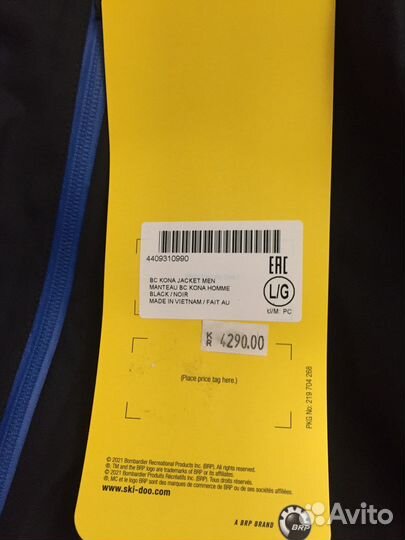 4409310990
EAC
BC KONA JACKET MEN
MANTEAU BC KONA HOMME
BLACK / NOIR
MADE IN VIETNAM / FAIT AU
L/G
U/M: PC
KR 4290.00
(Place price tag here.)
PKG No: 219 704 268
© 2021 Bombardier Recreational Products Inc. (BRP). All rights reserved.
®, TM and the BRP logo are trademarks of BRP or its affiliates.
© 2021 Bombardier Produits Récréatifs Inc. (BRP). Tous droits réservés.
®, MC et le logo BRP sont des marques de commerce de BRP ou de ses sociétés affiliées.
www.ski-doo.com
A BRP BRAND
BRP
Avito